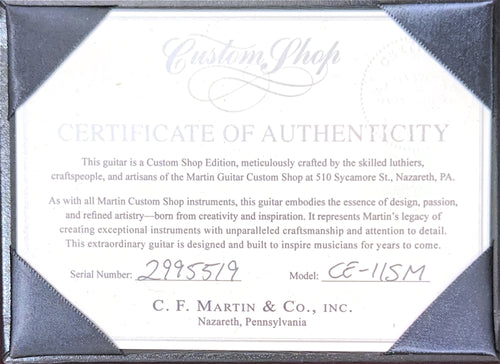 Custom Shop
CERTIFICATE OF AUTHENTICITY
This guitar is a Custom Shop Edition, meticulously crafted by the skilled luthiers,
craftspeople, and artisans of the Martin Guitar Custom Shop at 510 Sycamore St., Nazareth, PA.
As with all Martin Custom Shop instruments, this guitar embodies the essence of design, passion,
and refined artistry—born from creativity and inspiration. It represents Martin's legacy of
creating exceptional instruments with unparalleled craftsmanship and attention to detail.
This extraordinary guitar is designed and built to inspire musicians for years to come.
Serial Number: 2995519 Model: CE-11SM
C. F. MARTIN & CO., INC.
Nazareth, Pennsylvania